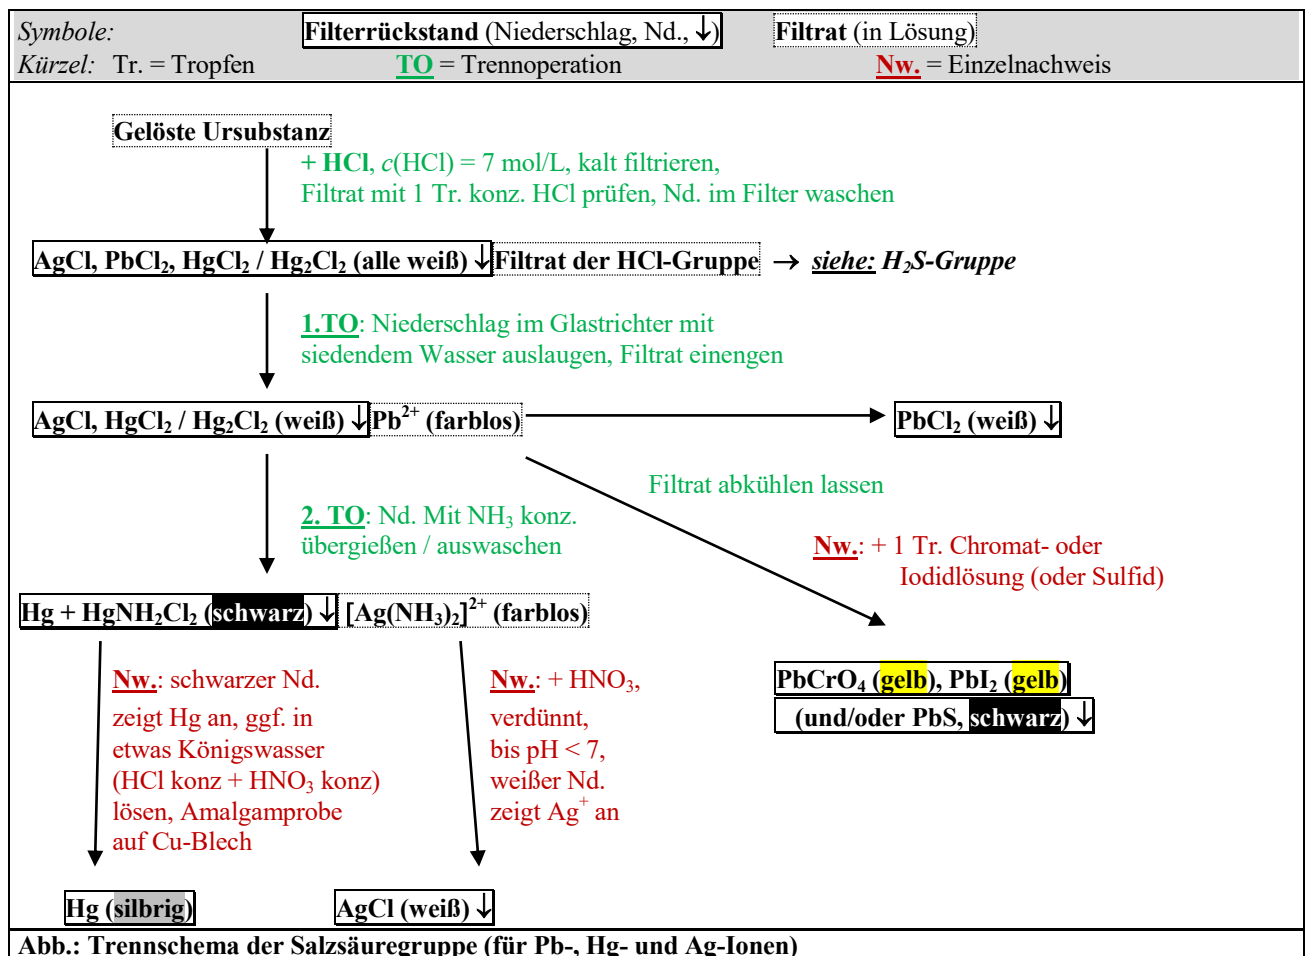 Symbole: Filterrückstand (Niederschlag, Nd., ↓) Filtrat (in Lösung)
Kürzel: Tr. = Tropfen TO = Trennoperation Nw. = Einzelnachweis
Gelöste Ursubstanz
+ HCl, c(HCl) = 7 mol/L, kalt filtrieren,
Filtrat mit 1 Tr. konz. HCl prüfen, Nd. im Filter waschen
AgCl, PbCl₂, HgCl₂ / Hg₂Cl₂ (alle weiß) ↓ Filtrat der HCl-Gruppe → siehe: H₂S-Gruppe
1.TO: Niederschlag im Glastrichter mit
siedendem Wasser auslaugen, Filtrat einengen
AgCl, HgCl₂ / Hg₂Cl₂ (weiß) ↓ Pb²⁺ (farblos) PbCl₂ (weiß) ↓
Filtrat abkühlen lassen
2. TO: Nd. Mit NH₃ konz.
übergießen / auswaschen
Nw.: + 1 Tr. Chromat- oder
Iodidlösung (oder Sulfid)
Hg + HgNH₂Cl₂ (schwarz) ↓ [Ag(NH₃)₂]²⁺ (farblos)
Nw.: schwarzer Nd.
zeigt Hg an, ggf. in
etwas Königswasser
(HCl konz + HNO₃ konz)
lösen, Amalgamprobe
auf Cu-Blech
Nw.: + HNO₃,
verdünnt,
bis pH < 7,
weißer Nd.
zeigt Ag⁺ an
PbCrO₄ (gelb), PbI₂ (gelb)
(und/oder PbS, schwarz) ↓
Hg (silbrig) AgCl (weiß) ↓
Abb.: Trennschema der Salzsäuregruppe (für Pb-, Hg- und Ag-Ionen)